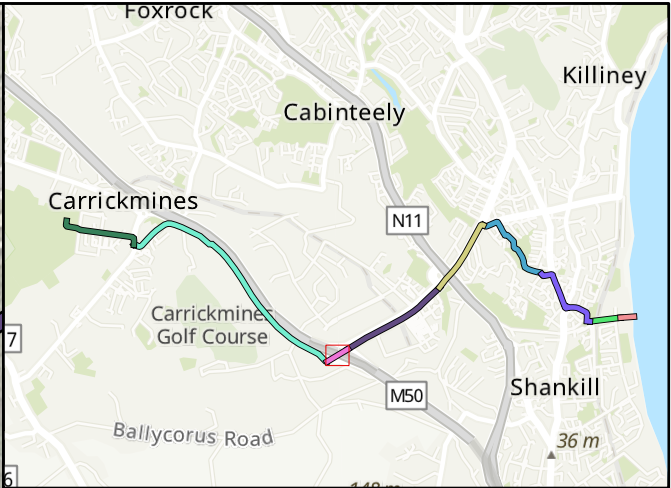 Foxrock
Killiney
Cabinteely
Carrickmines
N11
Carrickmines
Golf Course
7
M50
Shankill
Ballycorus Road
36 m
6